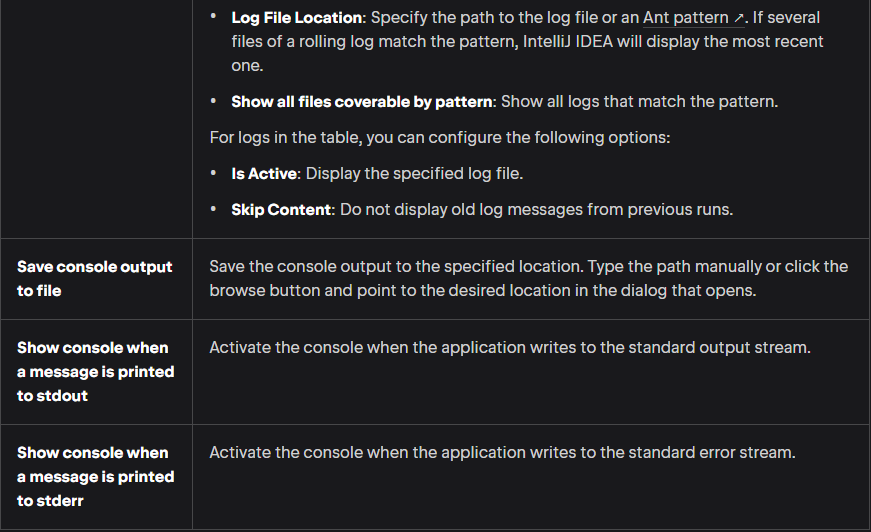 • Log File Location: Specify the path to the log file or an Ant pattern ↗. If several
files of a rolling log match the pattern, IntelliJ IDEA will display the most recent
one.
• Show all files coverable by pattern: Show all logs that match the pattern.
For logs in the table, you can configure the following options:
• Is Active: Display the specified log file.
• Skip Content: Do not display old log messages from previous runs.
Save console output
to file
Save the console output to the specified location. Type the path manually or click the
browse button and point to the desired location in the dialog that opens.
Show console when
a message is printed
to stdout
Activate the console when the application writes to the standard output stream.
Show console when
a message is printed
to stderr
Activate the console when the application writes to the standard error stream.